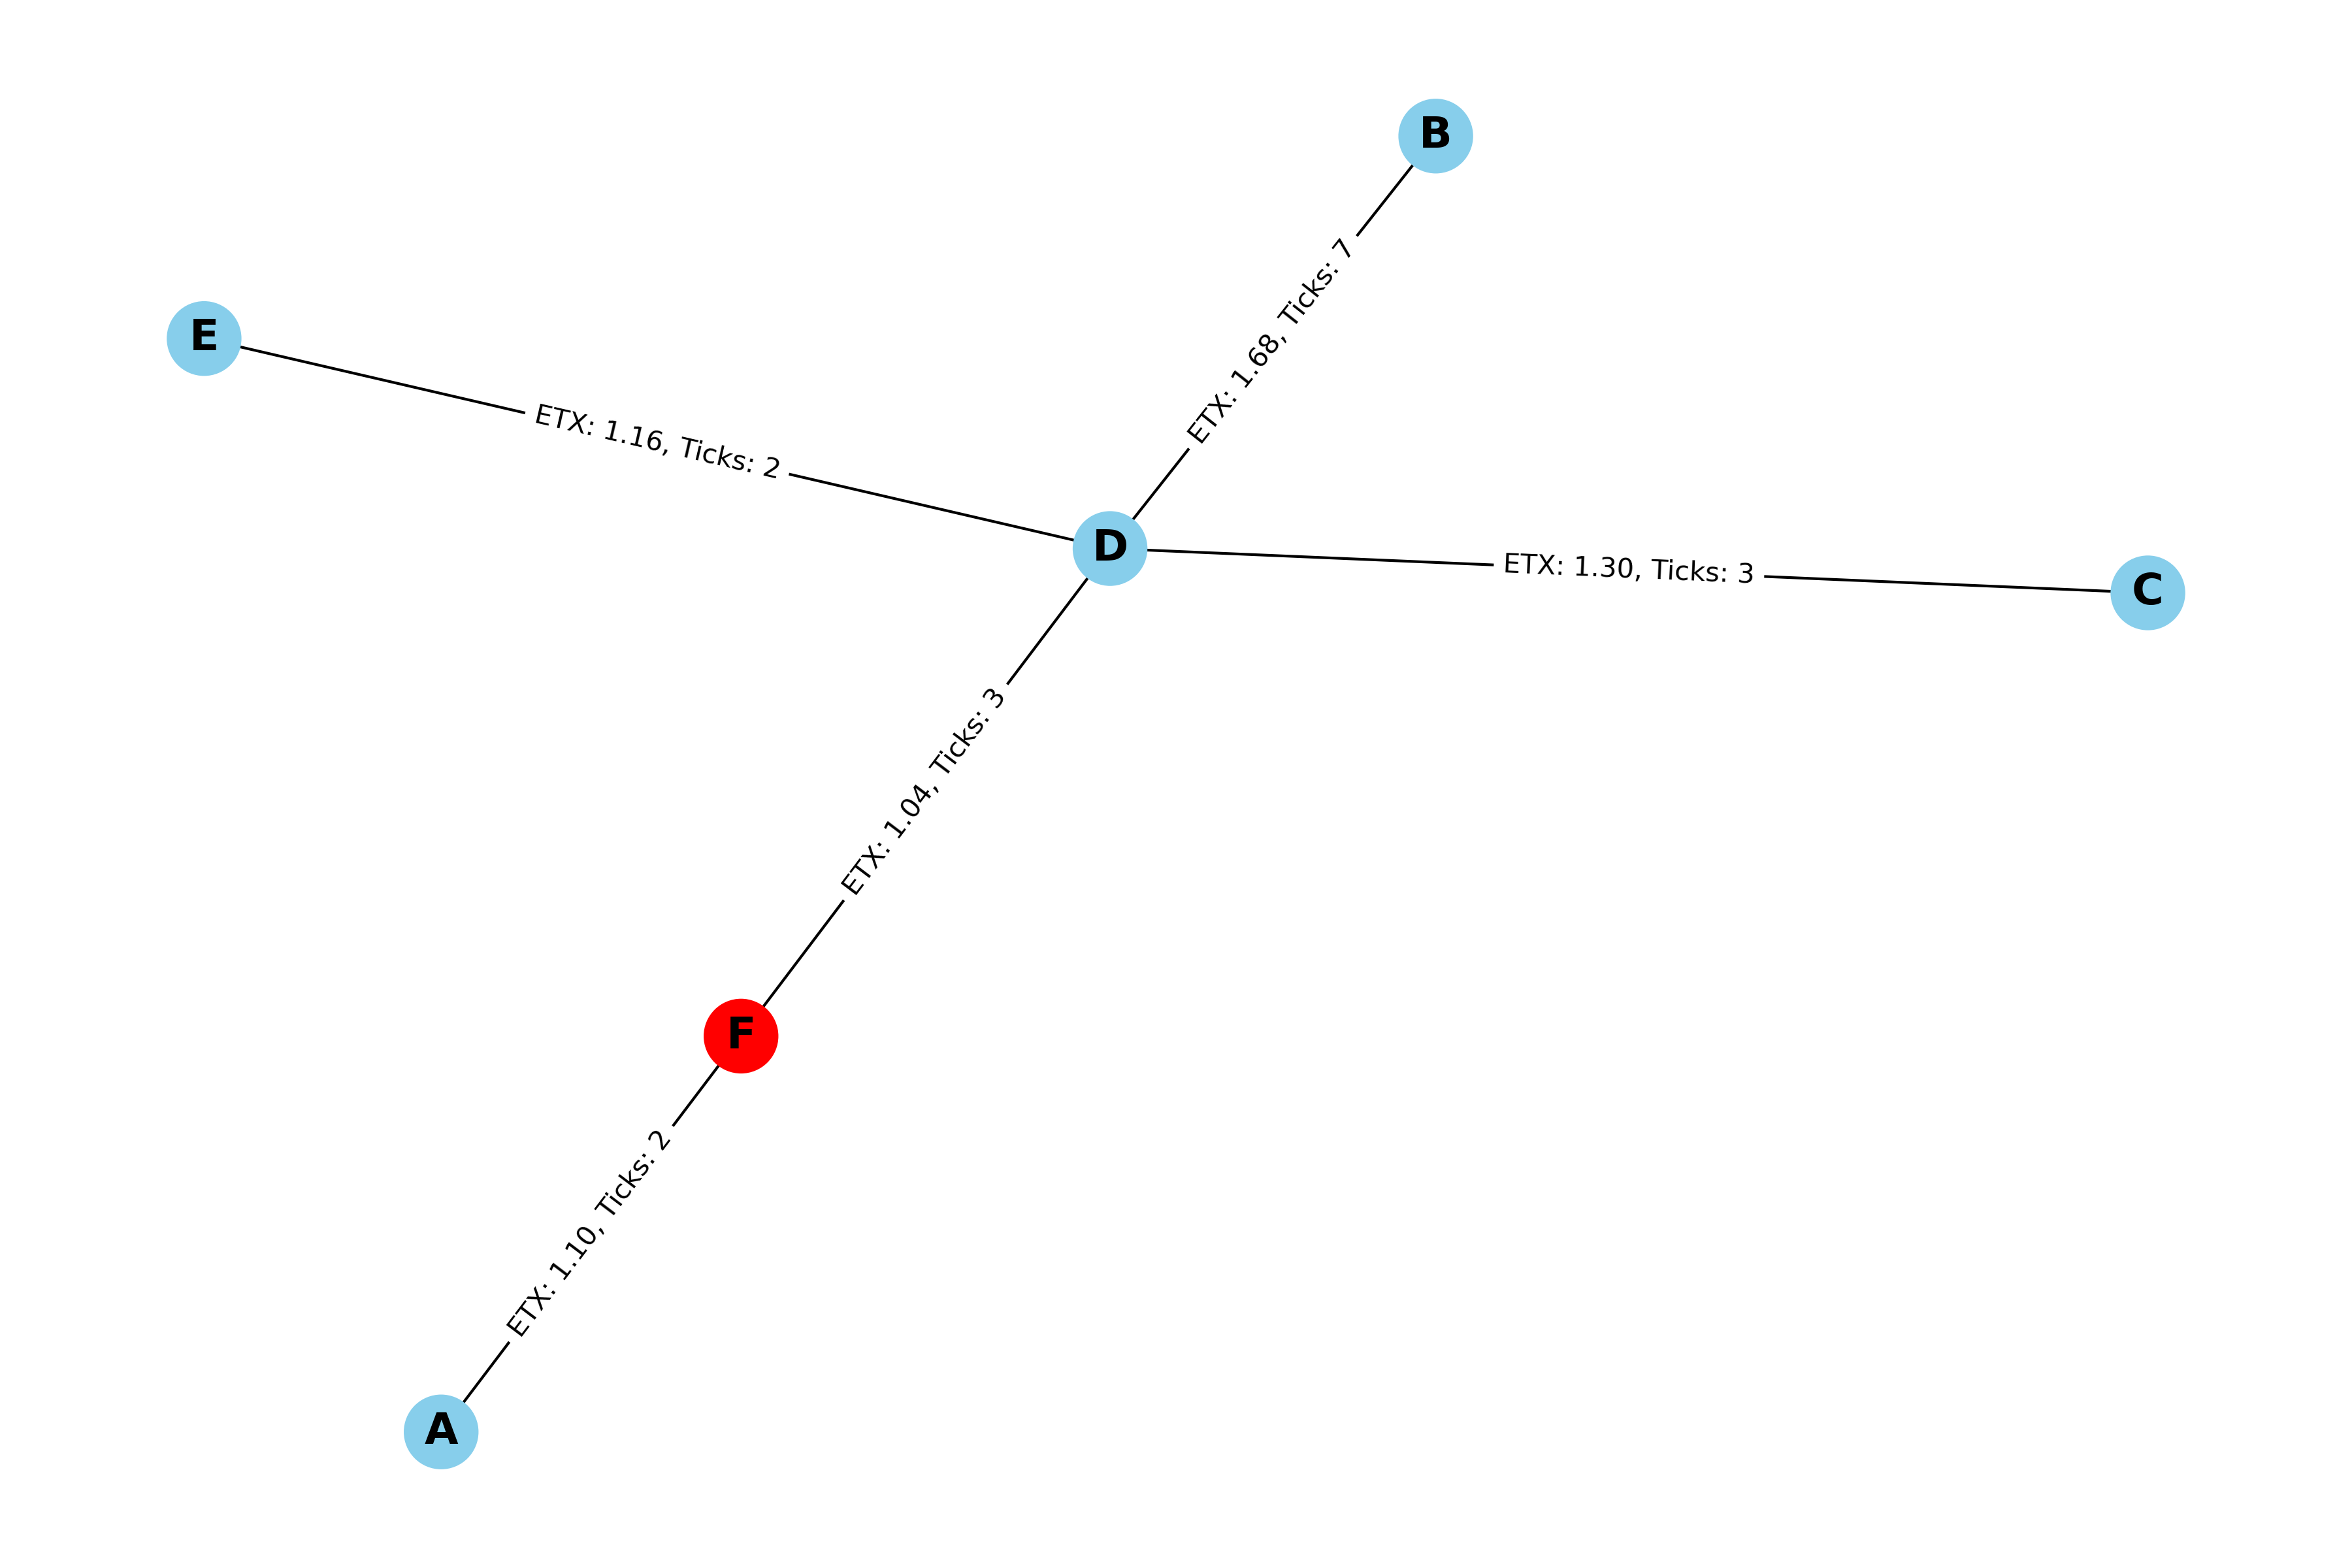 B
ETX: 1.68, Ticks: 7
E
ETX: 1.16, Ticks: 2
D
ETX: 1.30, Ticks: 3
C
ETX: 1.04, Ticks: 3
F
ETX: 1.10, Ticks: 2
A